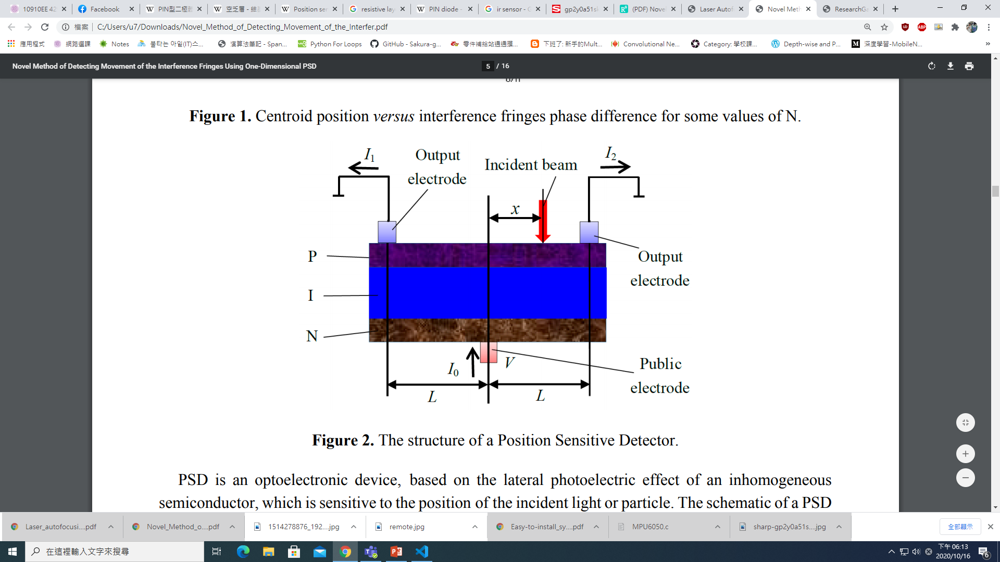 10910EE 42
Facebook
PIN型二極體
空乏層 - 維基
Position ser
resistive lay
PIN diode -
ir sensor - G
gp2y0a51sk
(PDF) Novel
Laser Autof
Novel Meth
ResearchGa
檔案 C:/Users/u7/Downloads/Novel_Method_of_Detecting_Movement_of_the_Interfer.pdf
應用程式 網路選課 Notes 불타는 아일(IT)스... 演算法筆記 - Span... Python For Loops GitHub - Sakura-g... 零件補給站通通摸... 下班了: 新手的Mult... Convolutional Ne... Category: 學校課... Depth-wise and P... 深度學習-MobileN...
Novel Method of Detecting Movement of the Interference Fringes Using One-Dimensional PSD 5 / 16
Figure 1. Centroid position versus interference fringes phase difference for some values of N.
I1
Output
electrode
Incident beam
I2
x
P
Output
electrode
I
N
I0
V
Public
electrode
L
L
Figure 2. The structure of a Position Sensitive Detector.
PSD is an optoelectronic device, based on the lateral photoelectric effect of an inhomogeneous
semiconductor, which is sensitive to the position of the incident light or particle. The schematic of a PSD
Laser_autofocusi....pdf
Novel_Method_o....pdf
1514278876_192....jpg
remote.jpg
Easy-to-install_sy....pdf
MPU6050.c
sharp-gp2y0a51s....jpg
全部顯示
在這裡輸入文字來搜尋
下午 06:13
2020/10/16
6